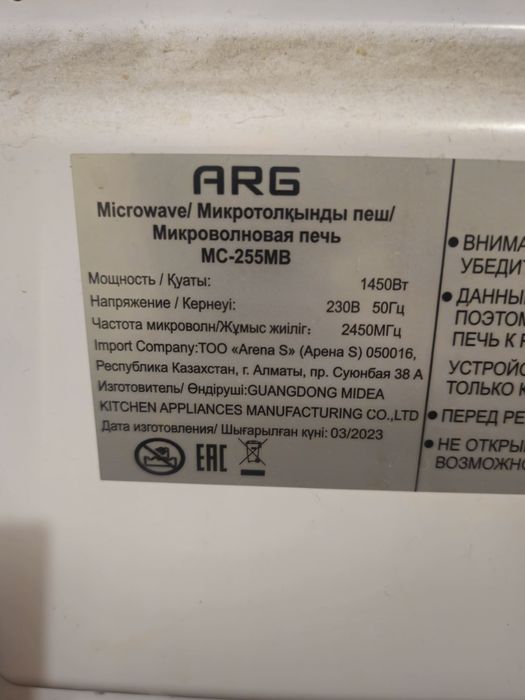 ARG
Microwave/ Микротолқынды пеш/
Микроволновая печь
MC-255MB
Мощность / Қуаты: 1450Вт
Напряжение / Кернеуі: 230В 50Гц
Частота микроволн/Жұмыс жиіліг: 2450МГц
Import Company:ТОО «Arena S» (Арена S) 050016,
Республика Казахстан, г. Алматы, пр. Суюнбая 38 А
Изготовитель/ Өндіруші:GUANGDONG MIDEA
KITCHEN APPLIANCES MANUFACTURING CO.,LTD
Дата изготовления/ Шығарылған күні: 03/2023
EAC
• ВНИМА
УБЕДИТ
• ДАННЫ
ПОЭТОМ
ПЕЧЬ К
УСТРОЙС
ТОЛЬКО К
• ПЕРЕД РЕ
• НЕ ОТКРЫ
ВОЗМОЖН